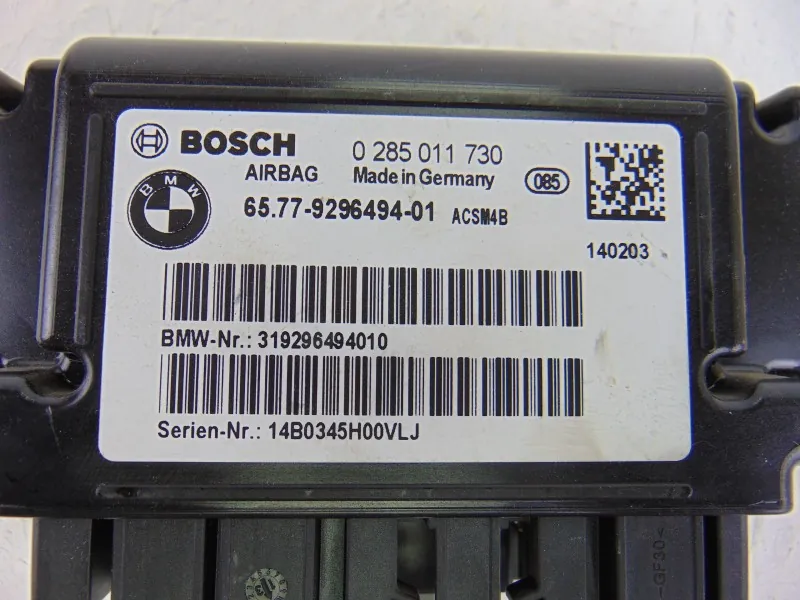 BOSCH 0 285 011 730
AIRBAG Made in Germany 085
BMW
65.77-9296494-01 ACSM4B
140203
BMW-Nr.: 319296494010
Serien-Nr.: 14B0345H00VLJ
-GF30<